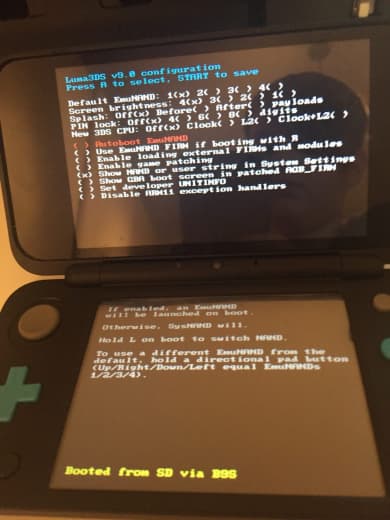 Luma3DS v9.0 configuration
Press A to select, START to save
Default EmuNAND: 1(x) 2( ) 3( ) 4( )
Screen brightness: 4(x) 3( ) 2( ) 1( )
Splash: Off(x) Before( ) After( ) payloads
PIN lock: Off(x) 4( ) 6( ) 8( ) digits
New 3DS CPU: Off(x) Clock( ) L2( ) Clock+L2( )
( ) Autoboot EmuNAND
( ) Use EmuNAND FIRM if booting with R
( ) Enable loading external FIRMs and modules
( ) Enable game patching
(x) Show NAND or user string in System Settings
( ) Show GBA boot screen in patched AGB_FIRM
( ) Set developer UNITINFO
( ) Disable ARM11 exception handlers
If enabled, an EmuNAND
will be launched on boot.
Otherwise, SysNAND will.
Hold L on boot to switch NAND.
To use a different EmuNAND from the
default, hold a directional pad button
(Up/Right/Down/Left equal EmuNANDs
1/2/3/4).
Booted from SD via B9S